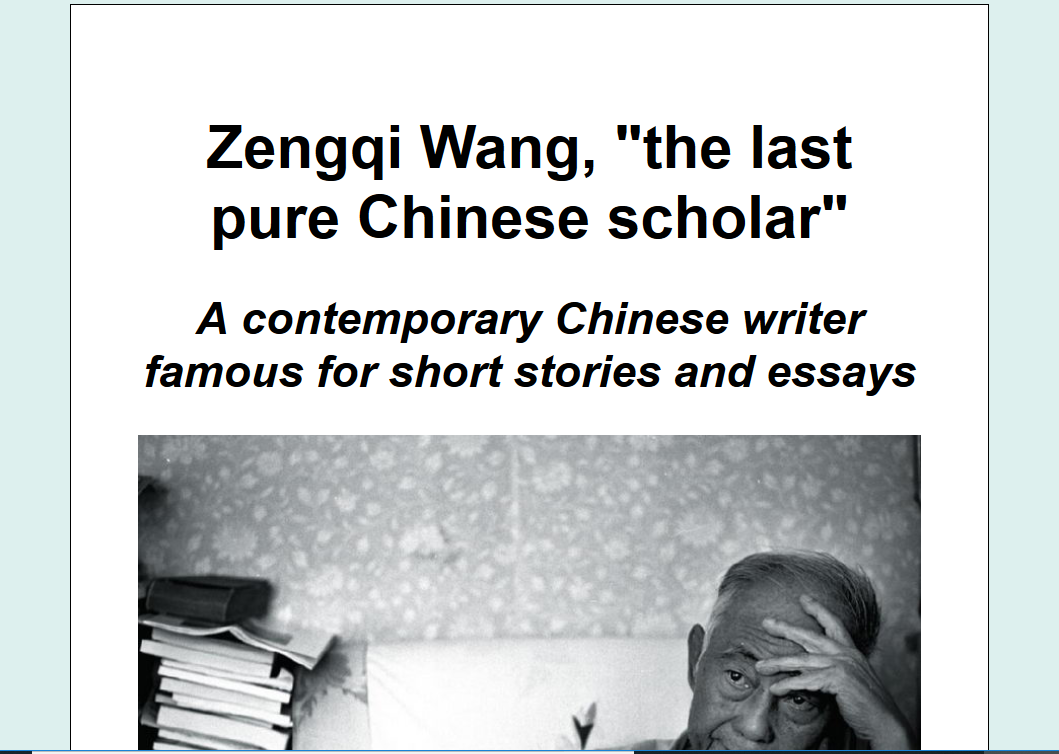 Zengqi Wang, "the last
pure Chinese scholar"
A contemporary Chinese writer
famous for short stories and essays